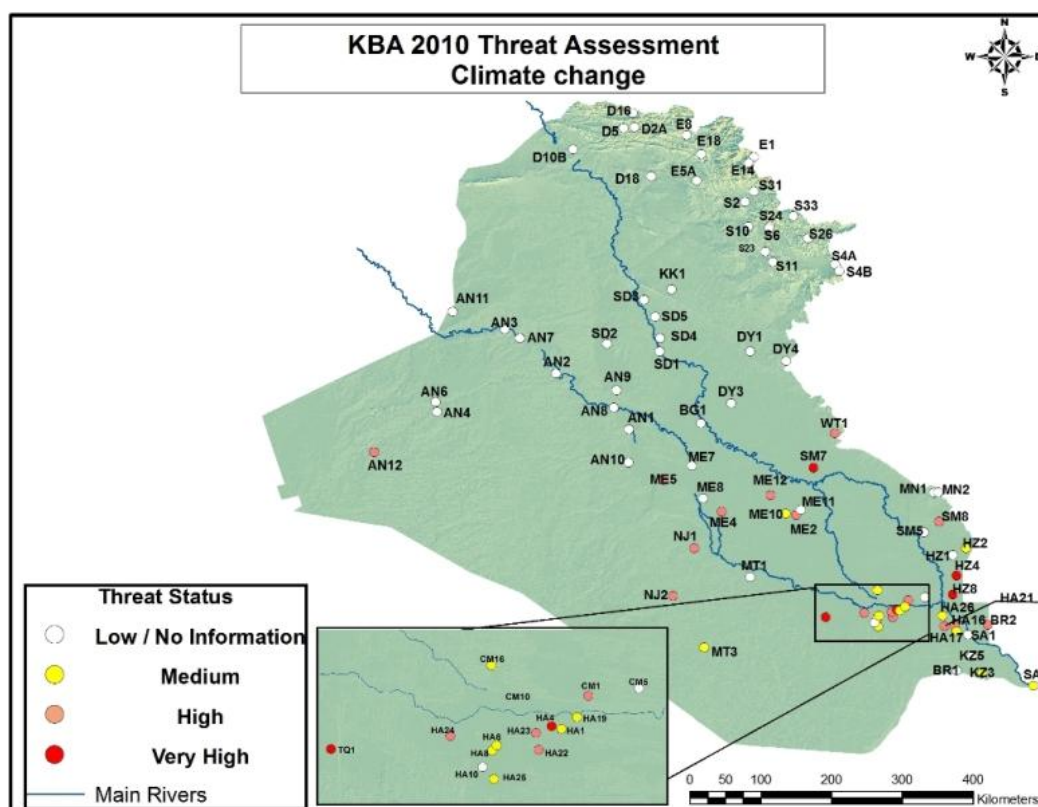 KBA 2010 Threat Assessment
Climate change
N
W
S
D16
D5
D2A
E8
E18
E1
D10B
D18
E5A
E14
S31
S2
S33
S24
S10
S6
S26
S23
S11
S4A
S4B
KK1
SD3
AN11
SD5
AN3
AN7
SD2
SD4
DY1
SD1
DY4
AN2
AN9
AN6
DY3
AN8
AN4
AN1
BG1
WT1
AN12
AN10
ME7
SM7
ME5
ME12
ME8
ME11
MN1
MN2
ME4
ME10
ME2
SM8
SM5
NJ1
HZ2
HZ1
MT1
HZ4
NJ2
HZ8
HA21
HA26
HA16
BR2
HA17
SA1
MT3
KZ5
BR1
KZ3
SA
Threat Status
Low / No Information
Medium
High
Very High
Main Rivers
CM16
CM5
CM10
CM1
HA4
HA19
HA24
HA23
HA1
HA6
HA8
HA22
TQ1
HA10
HA25
0 50 100 200 300 400
Kilometers